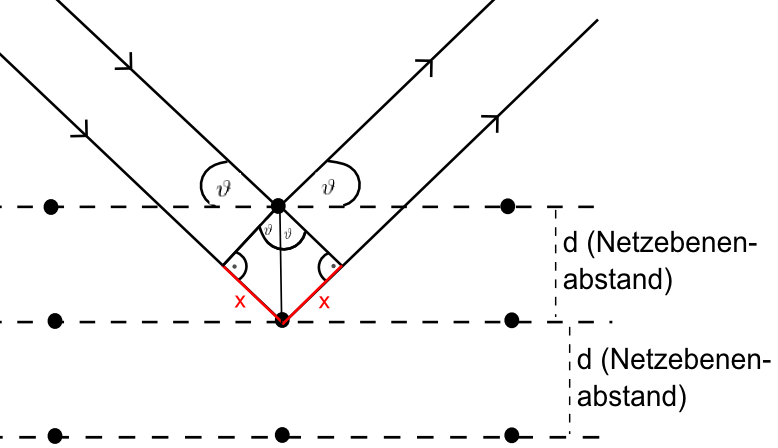 ϑ
ϑ
ϑ ϑ
d (Netzebenen-
abstand)
x
x
d (Netzebenen-
abstand)